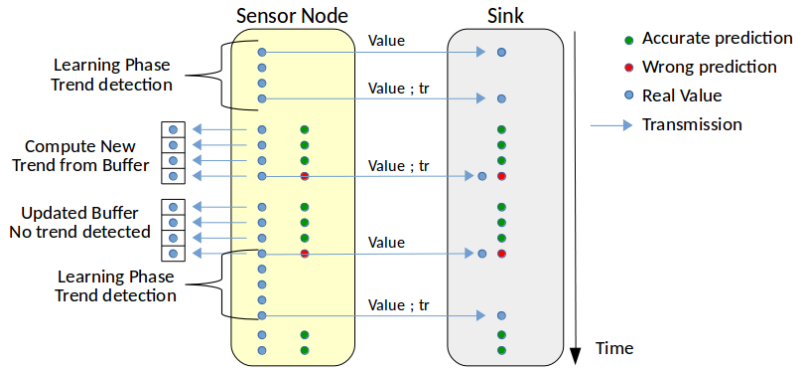 Sensor Node
Sink
Value
Accurate prediction
Wrong prediction
Real Value
Transmission
Learning Phase
Trend detection
Value ; tr
Compute New
Trend from Buffer
Value ; tr
Updated Buffer
No trend detected
Value
Learning Phase
Trend detection
Value ; tr
Time